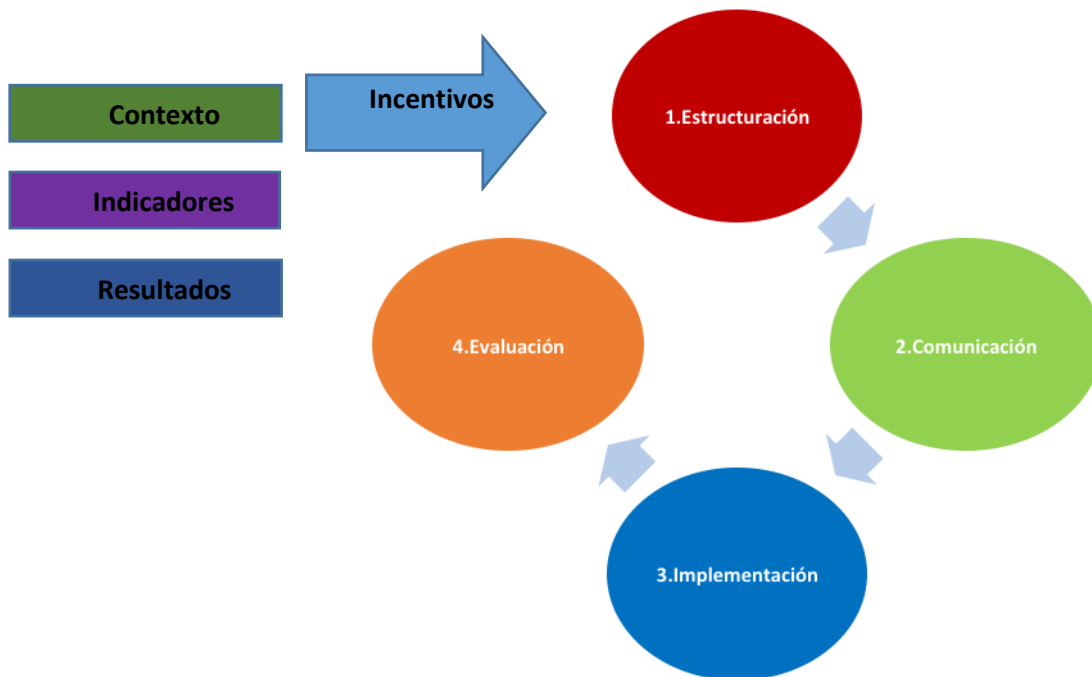 Contexto
Incentivos
Indicadores
Resultados
1.Estructuración
2.Comunicación
3.Implementación
4.Evaluación